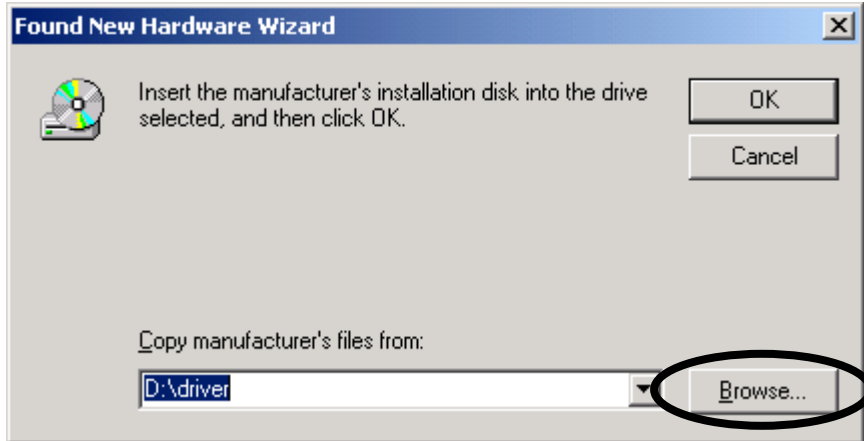 Found New Hardware Wizard
Insert the manufacturer's installation disk into the drive
selected, and then click OK.
OK
Cancel
Copy manufacturer's files from:
D:\driver
Browse...